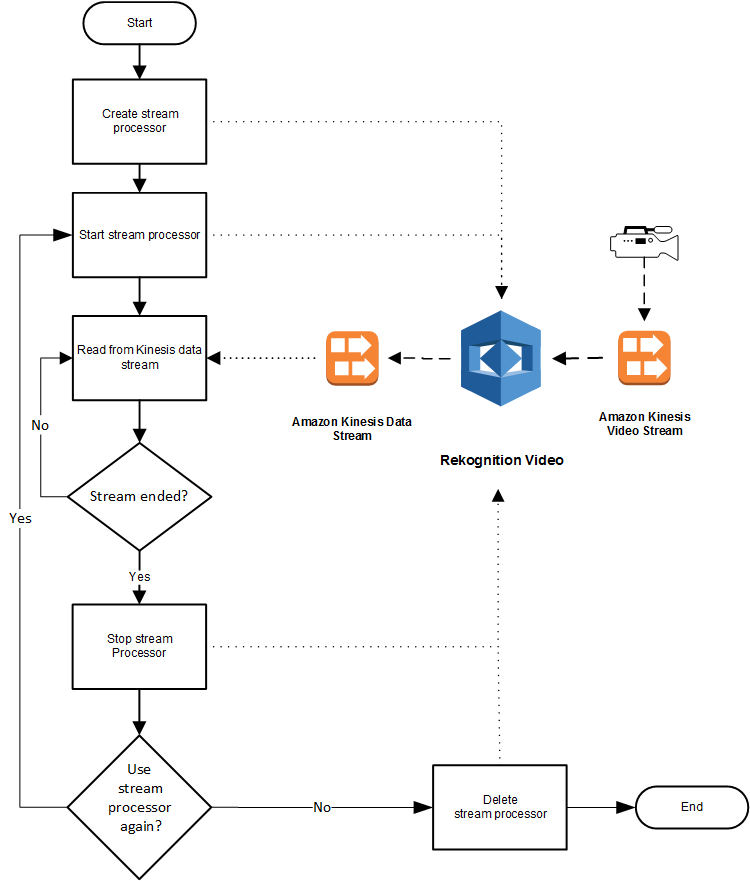 Start
Create stream
processor
Start stream processor
Read from Kinesis data
stream
Amazon Kinesis Data
Stream
Rekognition Video
Amazon Kinesis
Video Stream
No
Stream ended?
Yes
Yes
Stop stream
Processor
Use
stream
processor
again?
No
Delete
stream processor
End